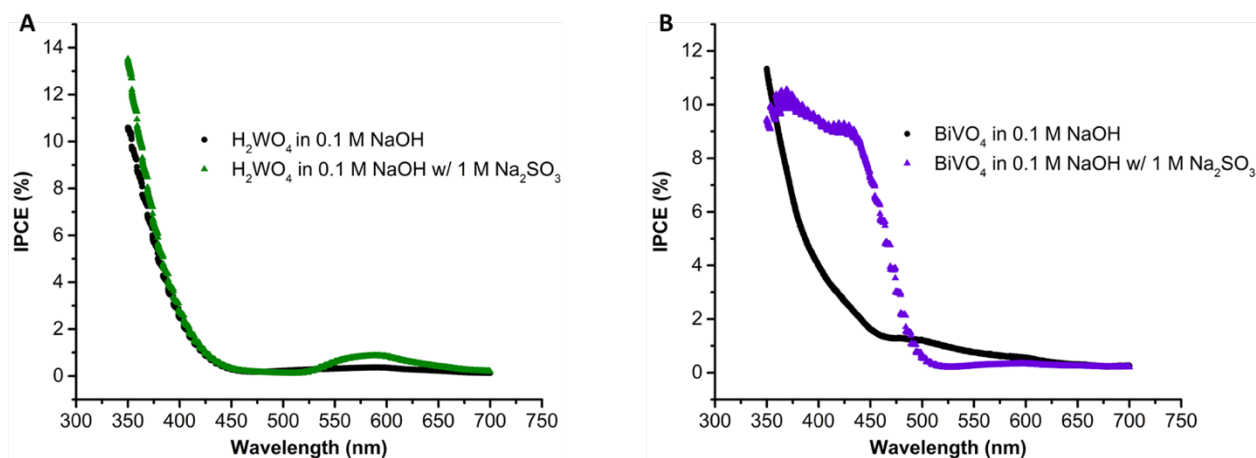 A
IPCE (%)
14
12
10
8
6
4
2
0
300 350 400 450 500 550 600 650 700 750
Wavelength (nm)
H₂WO₄ in 0.1 M NaOH
H₂WO₄ in 0.1 M NaOH w/ 1 M Na₂SO₃
B
IPCE (%)
12
10
8
6
4
2
0
300 350 400 450 500 550 600 650 700 750
Wavelength (nm)
BiVO₄ in 0.1 M NaOH
BiVO₄ in 0.1 M NaOH w/ 1 M Na₂SO₃